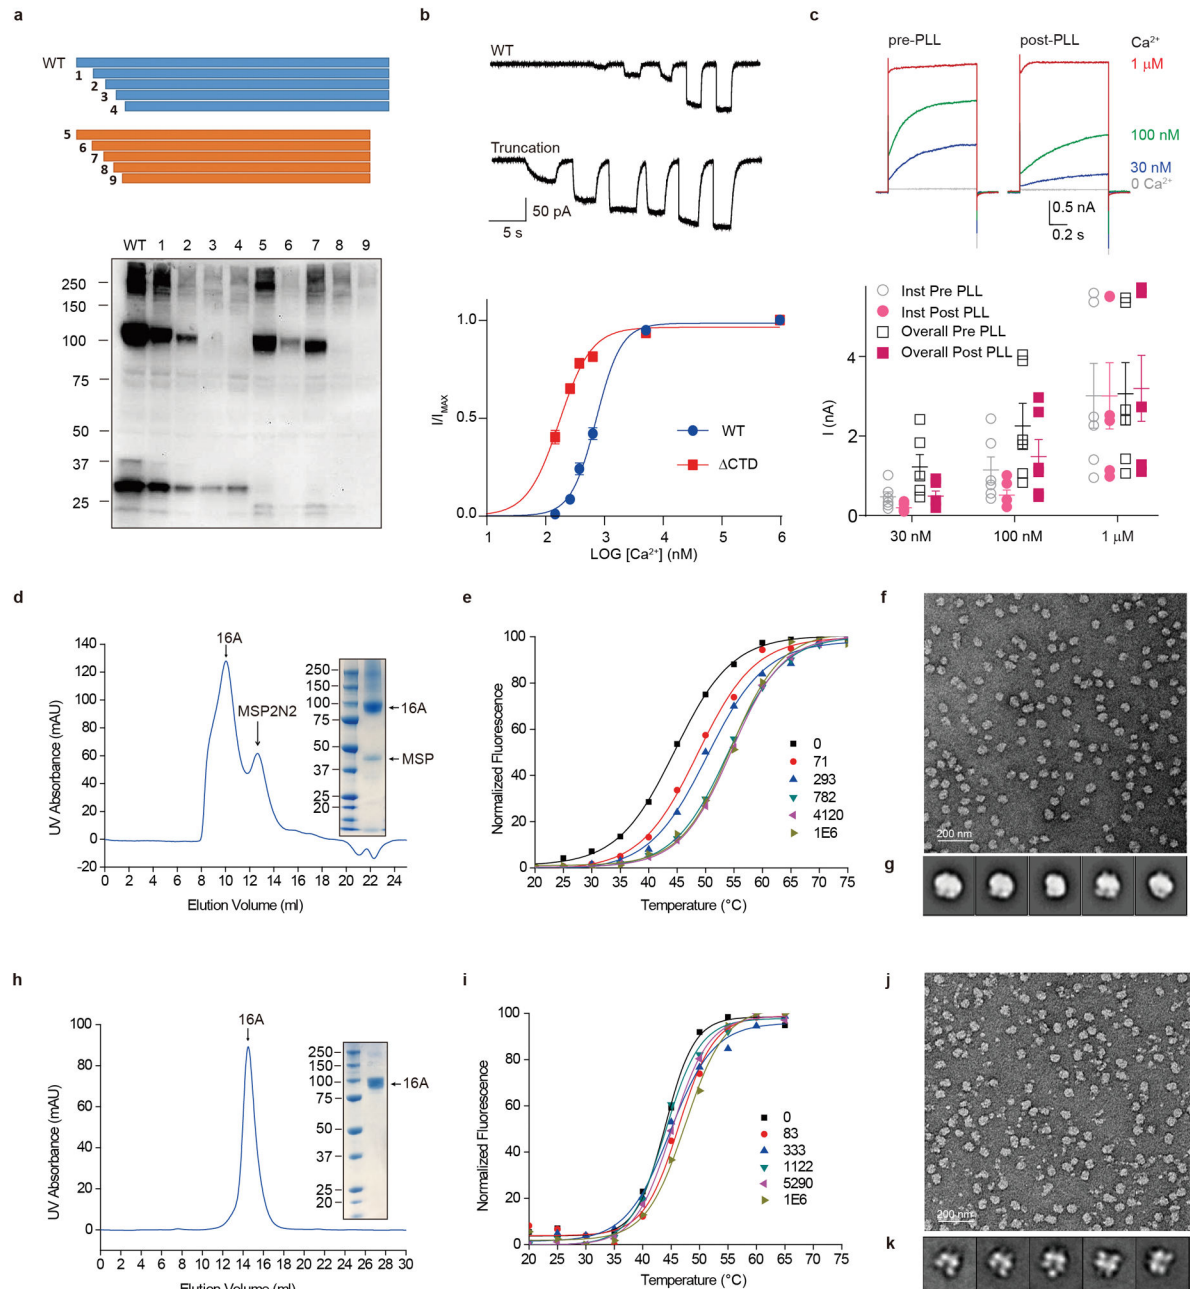 a
WT
1
2
3
4
5
6
7
8
9
WT 1 2 3 4 5 6 7 8 9
250
150
100
75
50
37
25
b
WT
Truncation
50 pA
5 s
1.0
0.5
0.0
I/I MAX
WT
ΔCTD
1 2 3 4 5 6
LOG [Ca²⁺] (nM)
c
pre-PLL
post-PLL
Ca²⁺
1 μM
100 nM
30 nM
0 Ca²⁺
0.5 nA
0.2 s
Inst Pre PLL
Inst Post PLL
Overall Pre PLL
Overall Post PLL
4
2
0
I (nA)
30 nM 100 nM 1 μM
d
140
120
100
80
60
40
20
0
-20
UV Absorbance (mAU)
16A
MSP2N2
250
150
100
75
50
37
25
20
16A
MSP
0 2 4 6 8 10 12 14 16 18 20 22 24
Elution Volume (ml)
e
100
80
60
40
20
0
Normalized Fluorescence
0
71
293
782
4120
1E6
20 25 30 35 40 45 50 55 60 65 70 75
Temperature (°C)
f
200 nm
g
h
100
80
60
40
20
0
UV Absorbance (mAU)
16A
250
150
100
75
50
37
25
20
16A
0 2 4 6 8 10 12 14 16 18 20 22 24 26 28 30
Elution Volume (ml)
i
100
80
60
40
20
0
Normalized Fluorescence
0
83
333
1122
5290
1E6
20 25 30 35 40 45 50 55 60 65 70 75
Temperature (°C)
j
200 nm
k